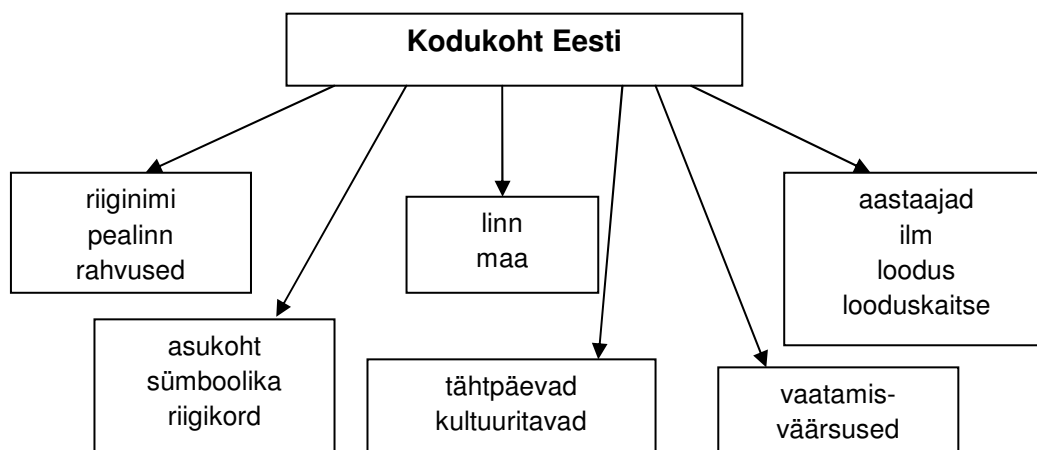 Kodukoht Eesti
riiginimi
pealinn
rahvused
asukoht
sümboolika
riigikord
linn
maa
tähtpäevad
kultuuritavad
vaatamis-
väärsused
aastaajad
ilm
loodus
looduskaitse